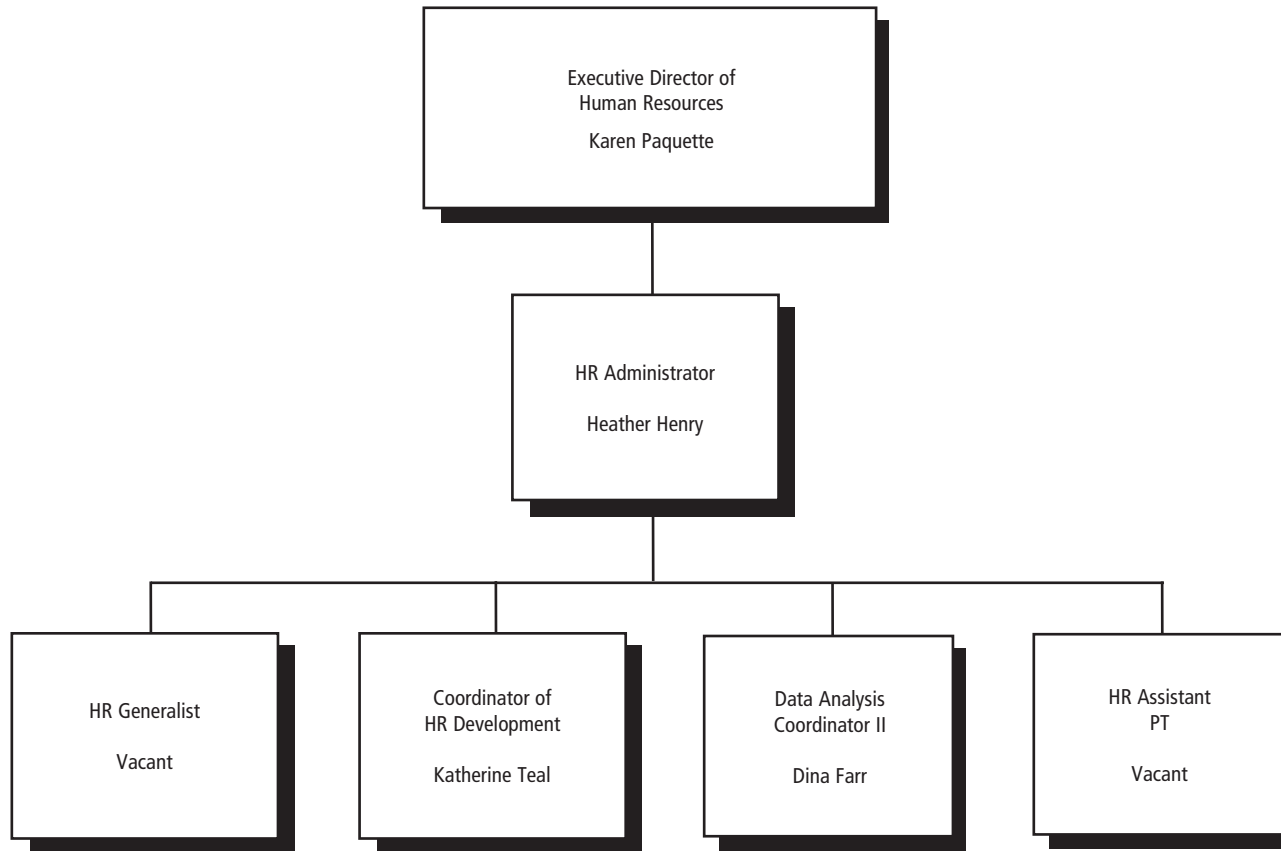 Executive Director of
Human Resources
Karen Paquette
HR Administrator
Heather Henry
HR Generalist
Vacant
Coordinator of
HR Development
Katherine Teal
Data Analysis
Coordinator II
Dina Farr
HR Assistant
PT
Vacant